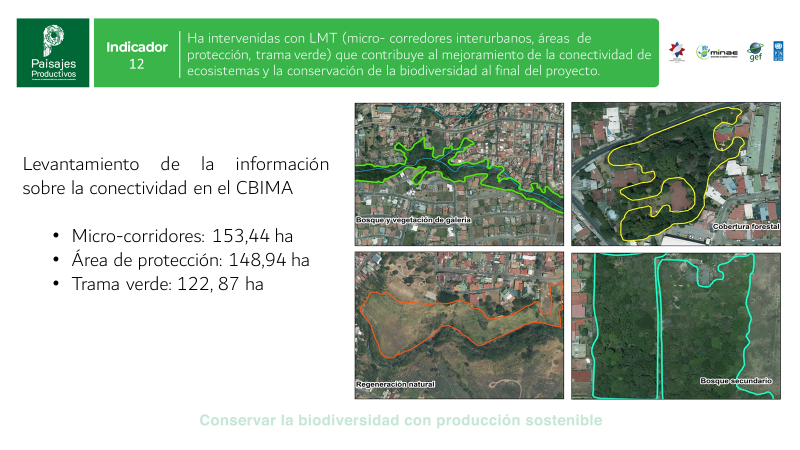 Paisajes
Productivos
Indicador
12
Ha intervenidas con LMT (micro- corredores interurbanos, áreas de
protección, trama verde) que contribuye al mejoramiento de la conectividad de
ecosistemas y la conservación de la biodiversidad al final del proyecto.
minae
gef
Levantamiento de la información
sobre la conectividad en el CBIMA
• Micro-corridores: 153,44 ha
• Área de protección: 148,94 ha
• Trama verde: 122, 87 ha
Bosque y vegetación de galería
Cobertura forestal
Regeneración natural
Bosque secundario
Conservar la biodiversidad con producción sostenible